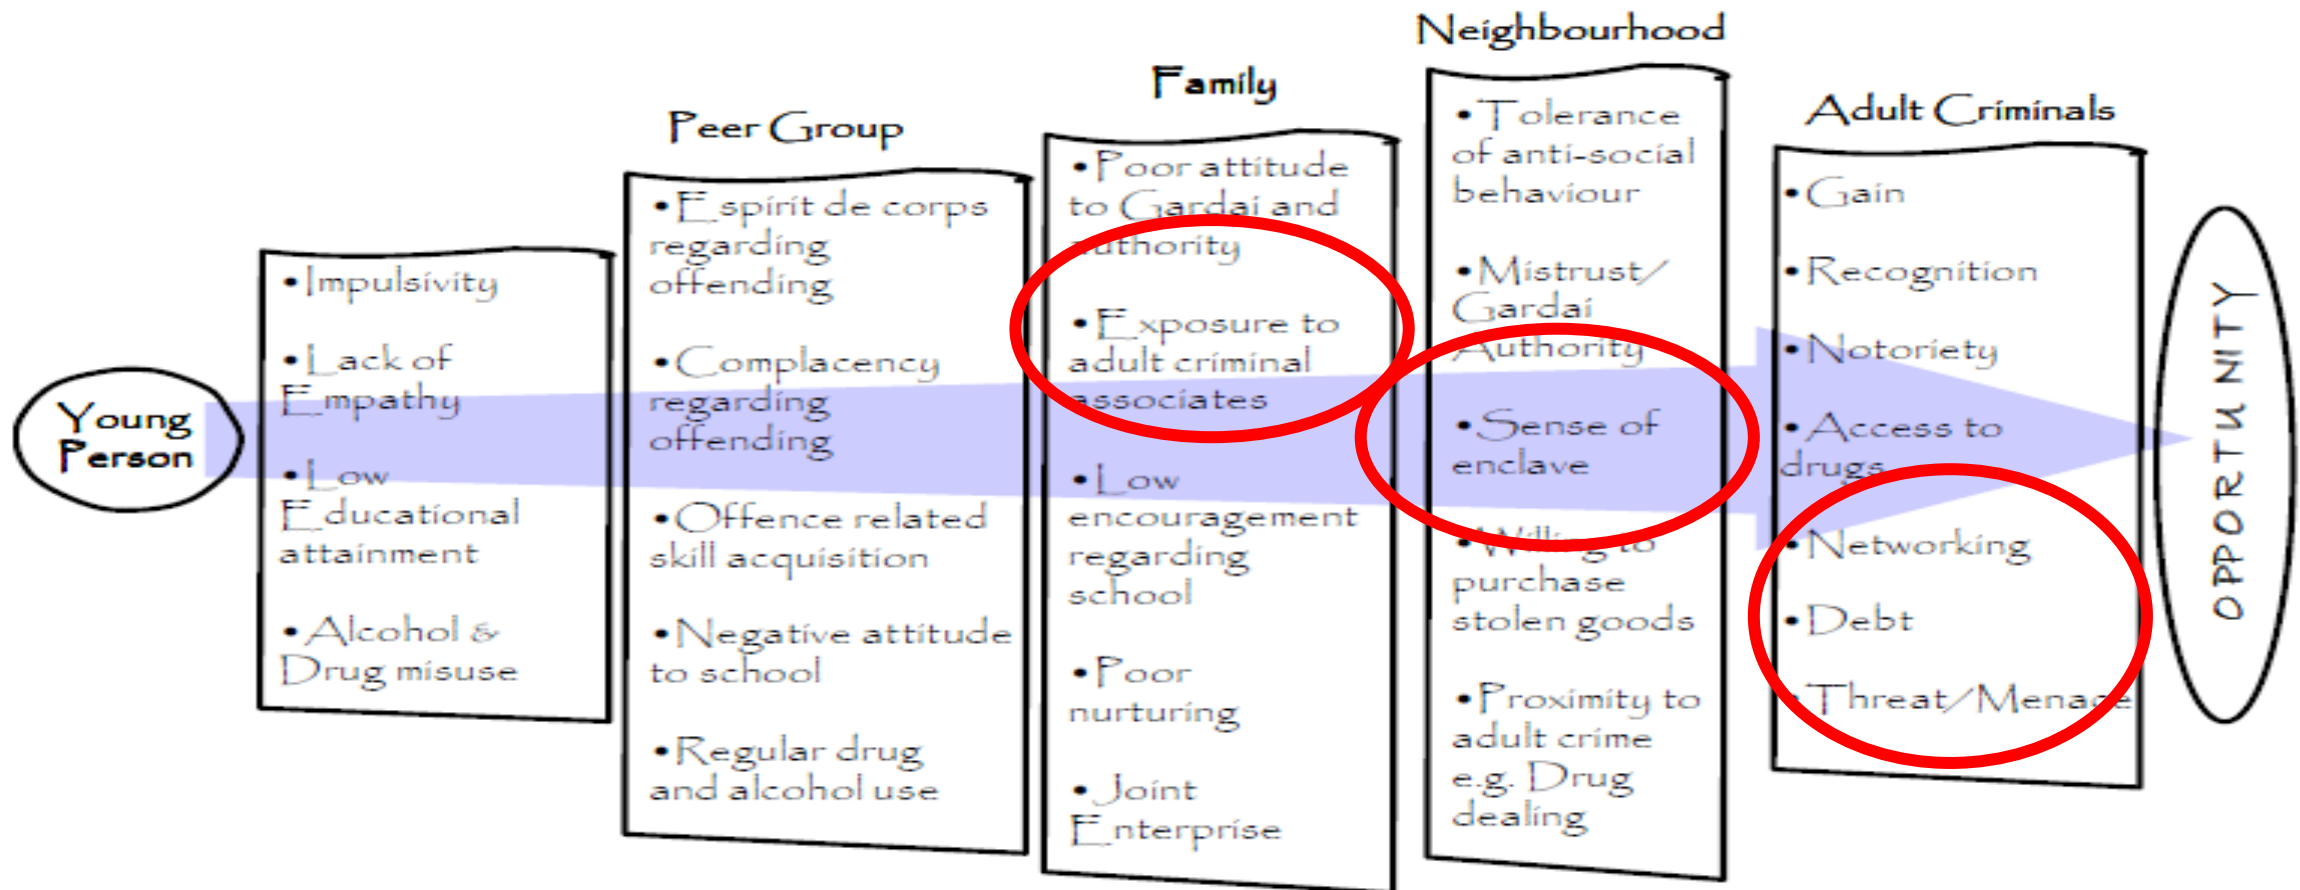 Young
Person
•Impulsivity
•Lack of
Empathy
•Low
Educational
attainment
•Alcohol &
Drug misuse
Peer Group
•Espirit de corps
regarding
offending
•Complacency
regarding
offending
•Offence related
skill acquisition
•Negative attitude
to school
•Regular drug
and alcohol use
Family
•Poor attitude
to Gardai and
authority
•Exposure to
adult criminal
associates
•Low
encouragement
regarding
school
•Poor
nurturing
•Joint
Enterprise
Neighbourhood
•Tolerance
of anti-social
behaviour
•Mistrust/
Gardai
Authority
•Sense of
enclave
•Willing to
purchase
stolen goods
•Proximity to
adult crime
e.g. Drug
dealing
Adult Criminals
•Gain
•Recognition
•Notoriety
•Access to
drugs
•Networking
•Debt
•Threat/Menace
OPPORTUNITY